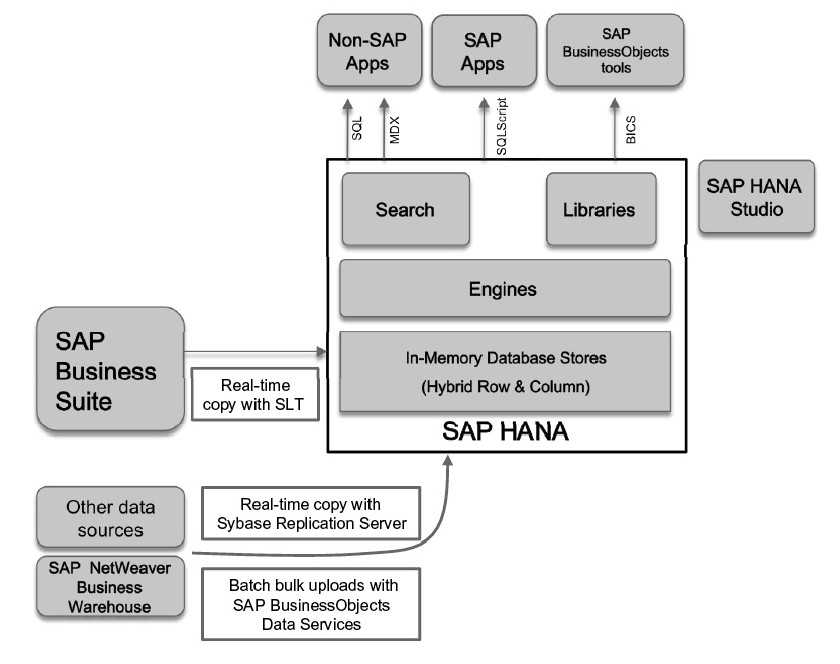 Non-SAP
Apps
SAP
Apps
SAP
BusinessObjects
tools
SQL
MDX
SQLScript
BICS
Search
Libraries
SAP HANA
Studio
Engines
In-Memory Database Stores
(Hybrid Row & Column)
SAP HANA
SAP
Business
Suite
Real-time
copy with SLT
Other data
sources
Real-time copy with
Sybase Replication Server
SAP NetWeaver
Business
Warehouse
Batch bulk uploads with
SAP BusinessObjects
Data Services